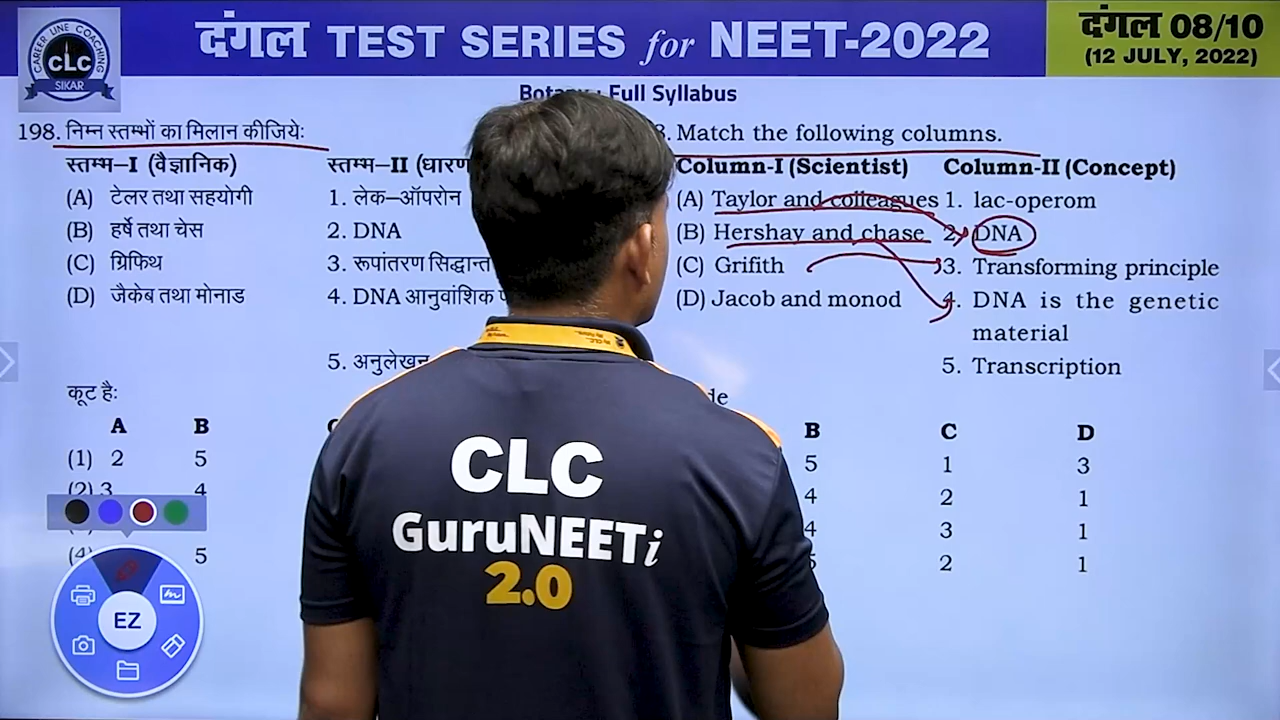 CAREER LINE COACHING
CLC
SIKAR
दंगल TEST SERIES for NEET-2022
दंगल 08/10
(12 JULY, 2022)
Full Syllabus
198. निम्न स्तम्भों का मिलान कीजियेः
स्तम्भ–I (वैज्ञानिक) स्तम्भ–II
(A) टेलर तथा सहयोगी 1. लेक–ऑपरोन
(B) हर्षे तथा चेस 2. DNA
(C) ग्रिफिथ 3. रूपांतरण सिद्धान्त
(D) जैकेब तथा मोनाड 4. DNA आनुवांशिक
5. अनुलेखन
कूट हैः
A B
(1) 2 5
(2) 3 4
(4) 5
Match the following columns.
Column-I (Scientist) Column-II (Concept)
(A) Taylor and colleagues 1. lac-operom
(B) Hershay and chase 2. DNA
(C) Grifith 3. Transforming principle
(D) Jacob and monod 4. DNA is the genetic
material
5. Transcription
B C D
5 1 3
4 2 1
4 3 1
2 1
CLC
GuruNEETi
2.0
EZ